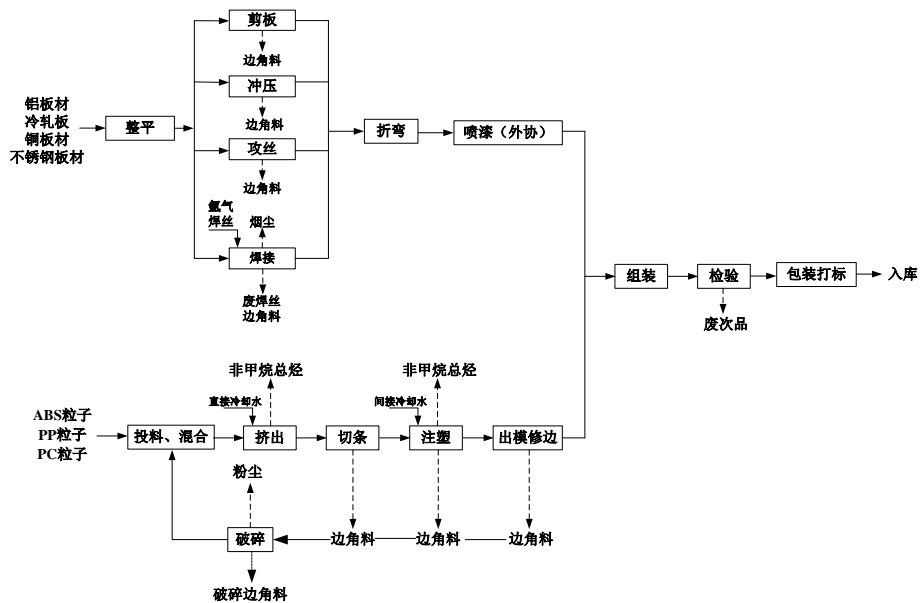 剪板
边角料
冲压
边角料
铝板材
冷轧板
铜板材
不锈钢板材
整平
折弯
喷漆（外协）
攻丝
边角料
氩气
焊丝
烟尘
焊接
废焊丝
边角料
组装
检验
包装打标
入库
废次品
非甲烷总烃
非甲烷总烃
直接冷却水
间接冷却水
ABS粒子
PP粒子
PC粒子
投料、混合
挤出
切条
注塑
出模修边
粉尘
破碎
边角料
边角料
边角料
破碎边角料